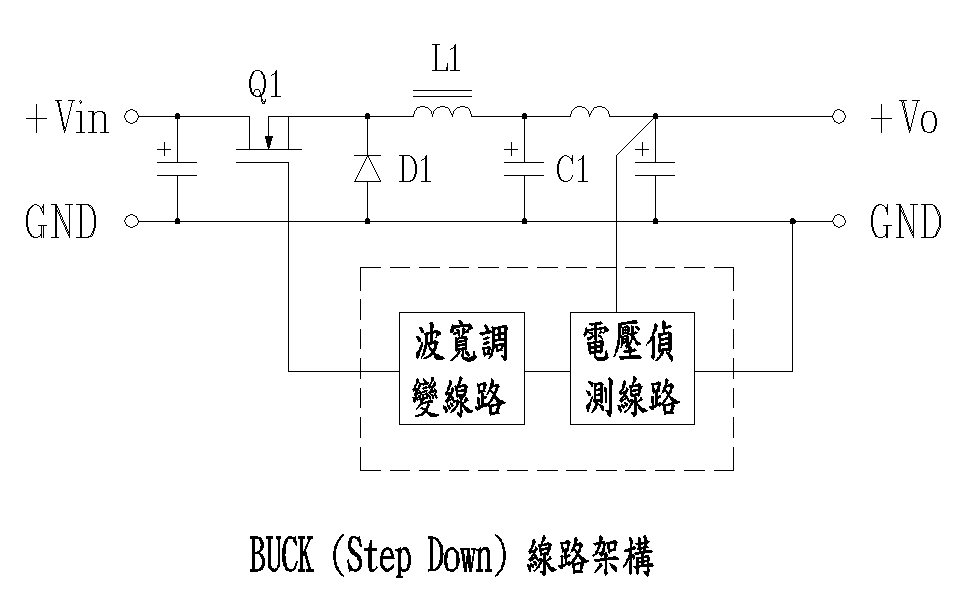 L1
Q1
+Vin
+Vo
+
+
+
D1
C1
GND
GND
波寬調
變線路
電壓偵
測線路
BUCK (Step Down) 線路架構